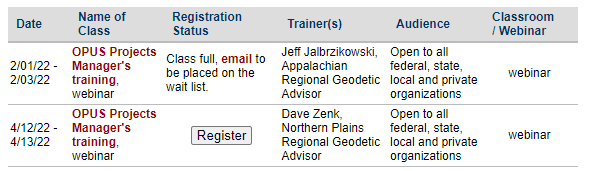 Date Name of Class Registration Status Trainer(s) Audience Classroom / Webinar
2/01/22 - 2/03/22
OPUS Projects
Manager's
training,
webinar
Class full, email to
be placed on the
wait list.
Jeff Jalbrzikowski,
Appalachian
Regional Geodetic
Advisor
Open to all
federal, state,
local and private
organizations
webinar
4/12/22 -
4/13/22
OPUS Projects
Manager's
training,
webinar
Register
Dave Zenk,
Northern Plains
Regional Geodetic
Advisor
Open to all
federal, state,
local and private
organizations
webinar